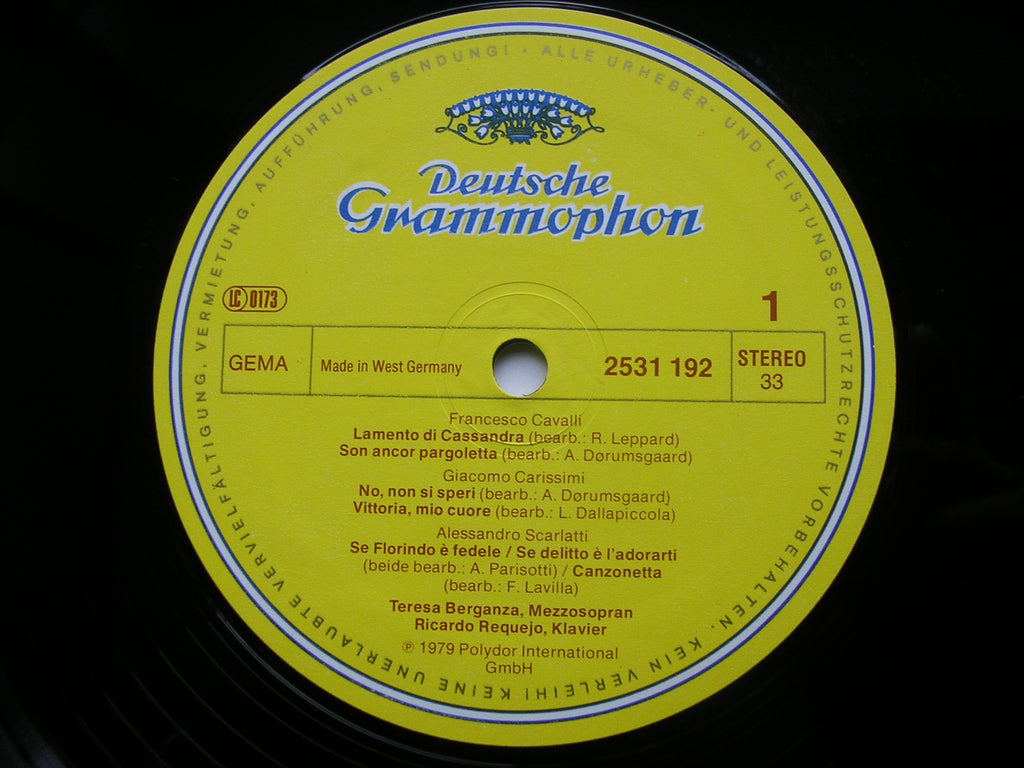 ALLE URHEBER- UND LEISTUNGSSCHUTZRECHTE VORBEHALTEN. KEIN VERLEIH! KEINE UNERLAUBTE VERVIELFÄLTIGUNG, VERMIETUNG, AUFFÜHRUNG, SENDUNG! ·
Deutsche
Grammophon
LC 0173
1
GEMA
Made in West Germany
2531 192
STEREO
33
Francesco Cavalli
Lamento di Cassandra (bearb.: R. Leppard)
Son ancor pargoletta (bearb.: A. Dørumsgaard)
Giacomo Carissimi
No, non si speri (bearb.: A. Dørumsgaard)
Vittoria, mio cuore (bearb.: L. Dallapiccola)
Alessandro Scarlatti
Se Florindo è fedele / Se delitto è l'adorarti
(beide bearb.: A. Parisotti) / Canzonetta
(bearb.: F. Lavilla)
Teresa Berganza, Mezzosopran
Ricardo Requejo, Klavier
℗ 1979 Polydor International
GmbH